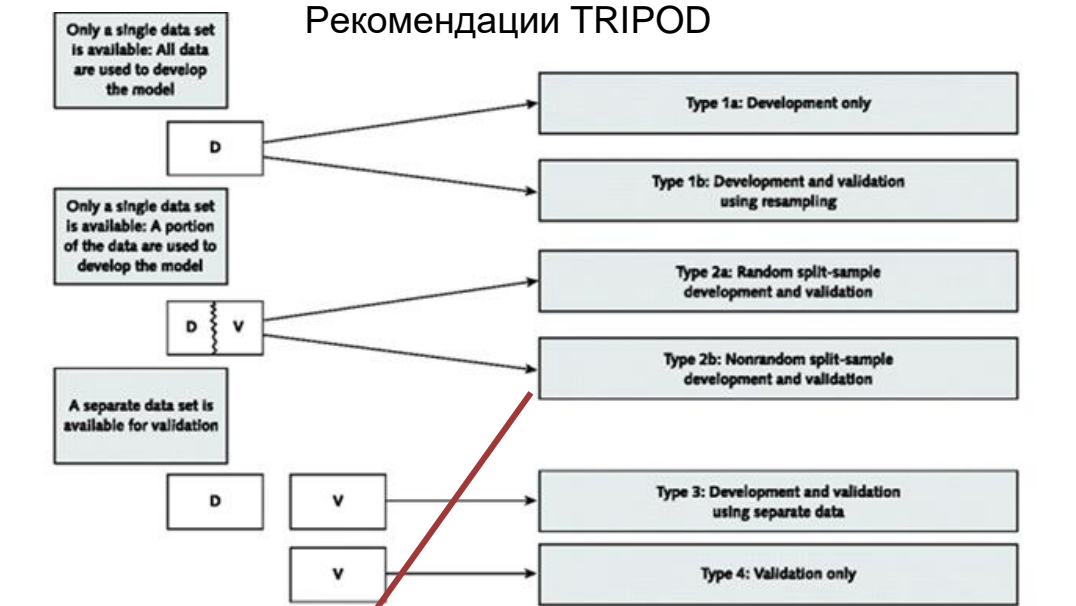 Рекомендации TRIPOD
Only a single data set
is available: All data
are used to develop
the model
D
Type 1a: Development only
Type 1b: Development and validation
using resampling
Only a single data set
is available: A portion
of the data are used to
develop the model
D
V
Type 2a: Random split-sample
development and validation
Type 2b: Nonrandom split-sample
development and validation
A separate data set is
available for validation
D
V
Type 3: Development and validation
using separate data
V
Type 4: Validation only